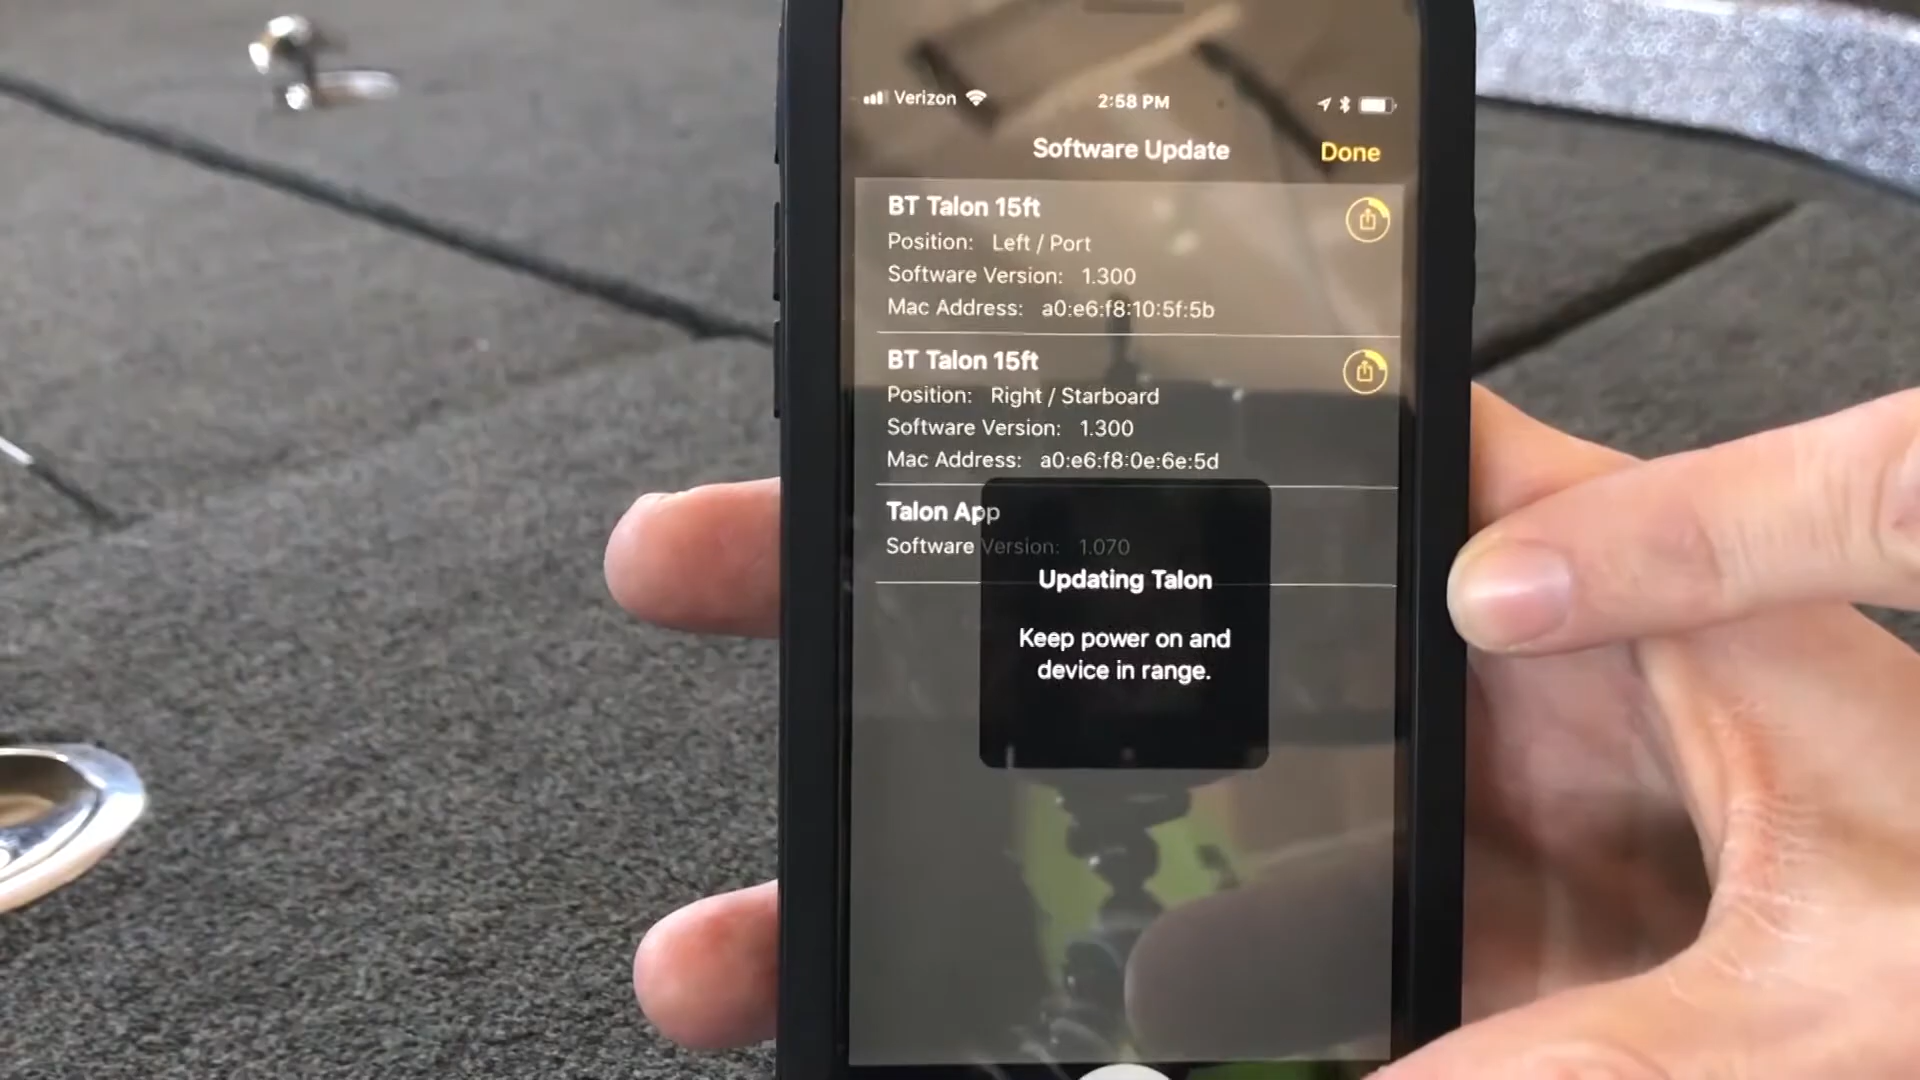 Verizon
2:58 PM
Software Update
Done
BT Talon 15ft
Position: Left / Port
Software Version: 1.300
Mac Address: a0:e6:f8:10:5f:5b
BT Talon 15ft
Position: Right / Starboard
Software Version: 1.300
Mac Address: a0:e6:f8:0e:6e:5d
Talon App
Software Version: 1.070
Updating Talon
Keep power on and
device in range.